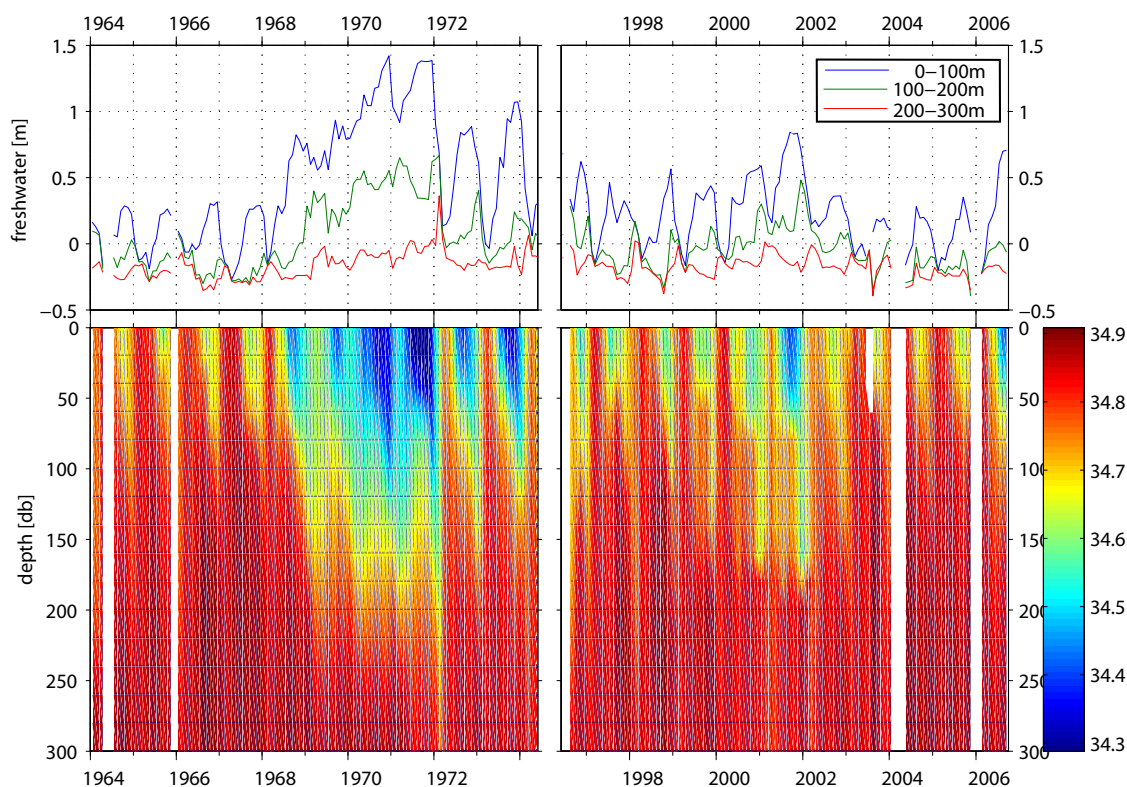 1964 1966 1968 1970 1972 1998 2000 2002 2004 2006
1.5 1.5
0−100m
100−200m
200−300m
1 1
freshwater [m]
0.5 0.5
0 0
−0.5 −0.5
0 0 34.9
50 50 34.8
100 100 34.7
depth [db]
150 150 34.6
200 200 34.5
250 250 34.4
300 300 34.3
1964 1966 1968 1970 1972 1998 2000 2002 2004 2006